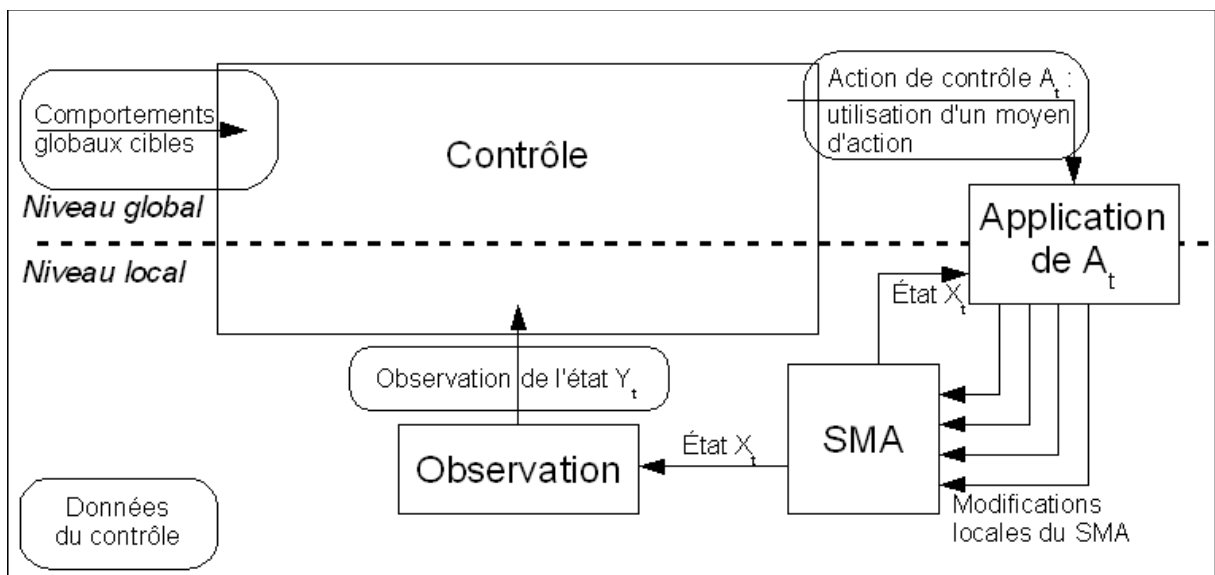 Comportements
globaux cibles
Contrôle
Action de contrôle At :
utilisation d'un moyen
d'action
Niveau global
Niveau local
Application
de At
État Xt
Observation de l'état Yt
SMA
État Xt
Observation
Modifications
locales du SMA
Données
du contrôle